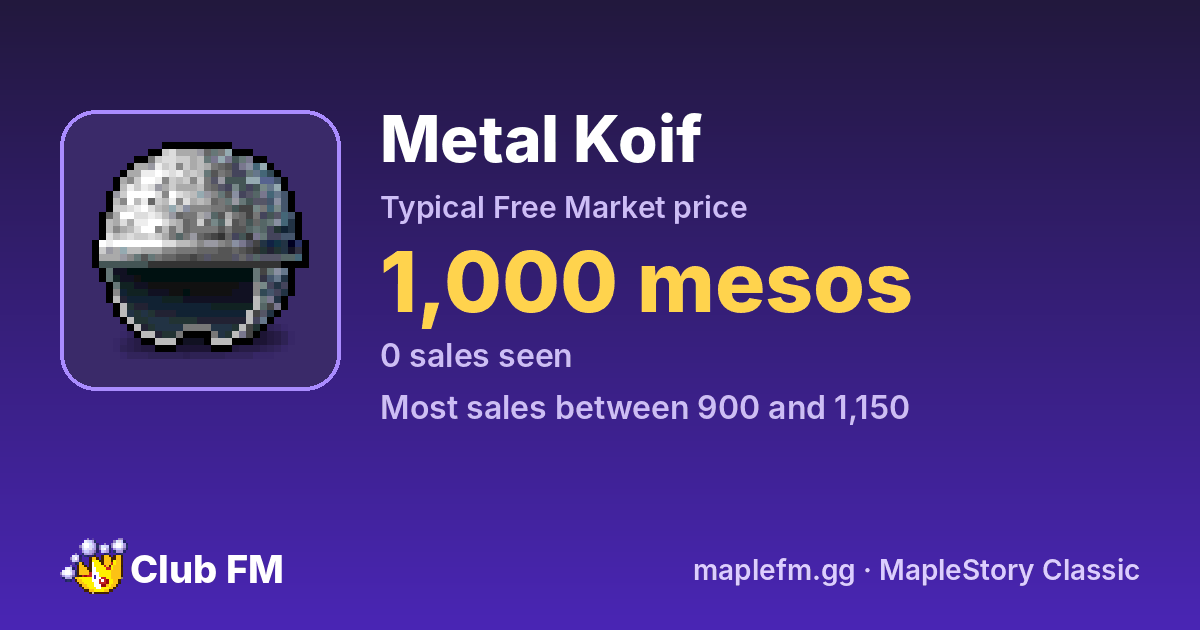 Metal Koif
Typical Free Market price
1,000 mesos
0 sales seen
Most sales between 900 and 1,150
Club FM
maplefm.gg · MapleStory Classic